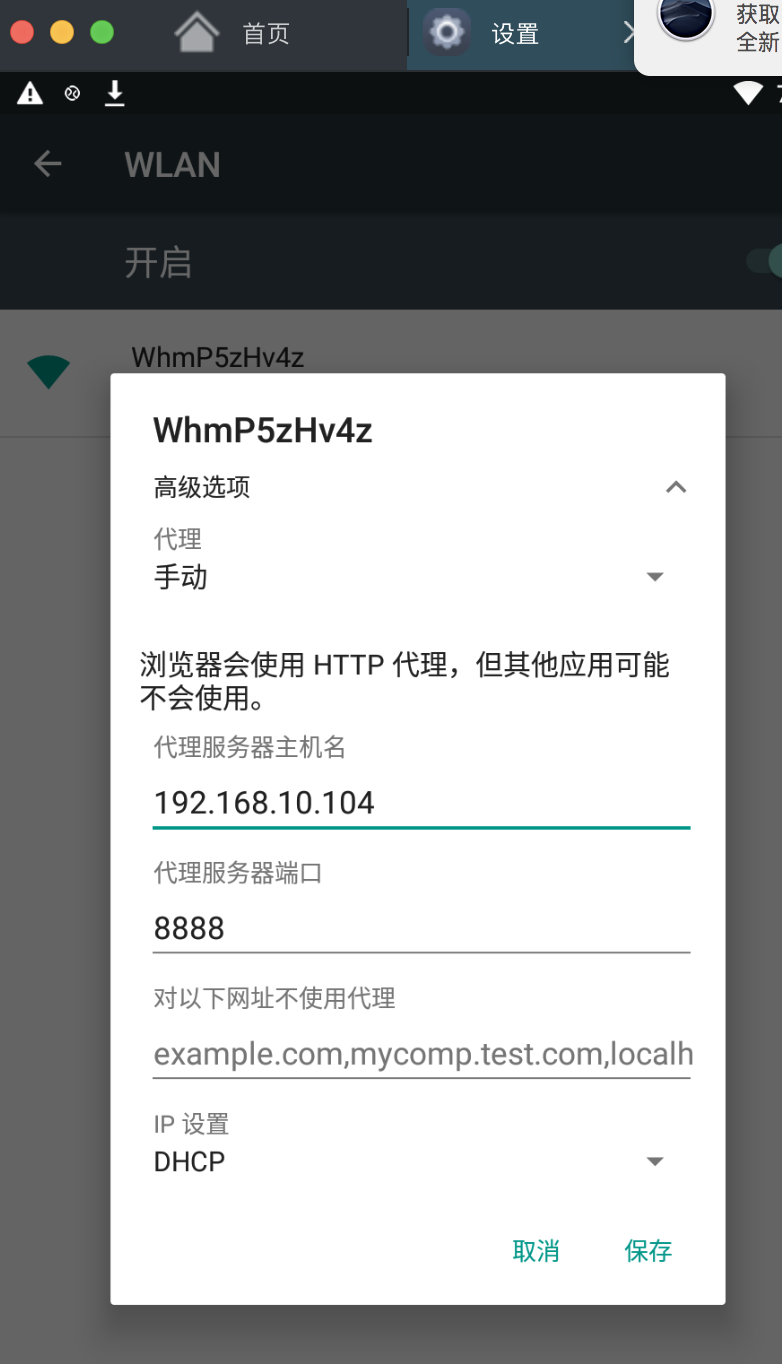 首页
设置
获取
全新
WLAN
开启
WhmP5zHv4z
WhmP5zHv4z
高级选项
代理
手动
浏览器会使用 HTTP 代理，但其他应用可能
不会使用。
代理服务器主机名
192.168.10.104
代理服务器端口
8888
对以下网址不使用代理
example.com,mycomp.test.com,localh
IP 设置
DHCP
取消
保存